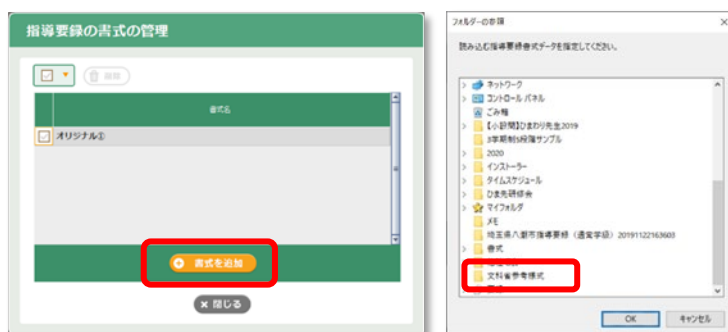 指導要録の書式の管理
削除
書式名
オリジナル①
書式を追加
× 閉じる
フォルダーの参照
×
読み込む指導要録書式データを指定してください。
> ネットワーク
> コントロール パネル
ごみ箱
> 【小設問】ひまわり先生2019
3学期制5段階サンプル
> 2020
> インストーラー
> タイムスケジュール
> ひま先研修会
> マイフォルダ
メモ
埼玉県八潮市指導要録（通常学級）20191122163603
> 書式
文科省参考様式
OK
キャンセル